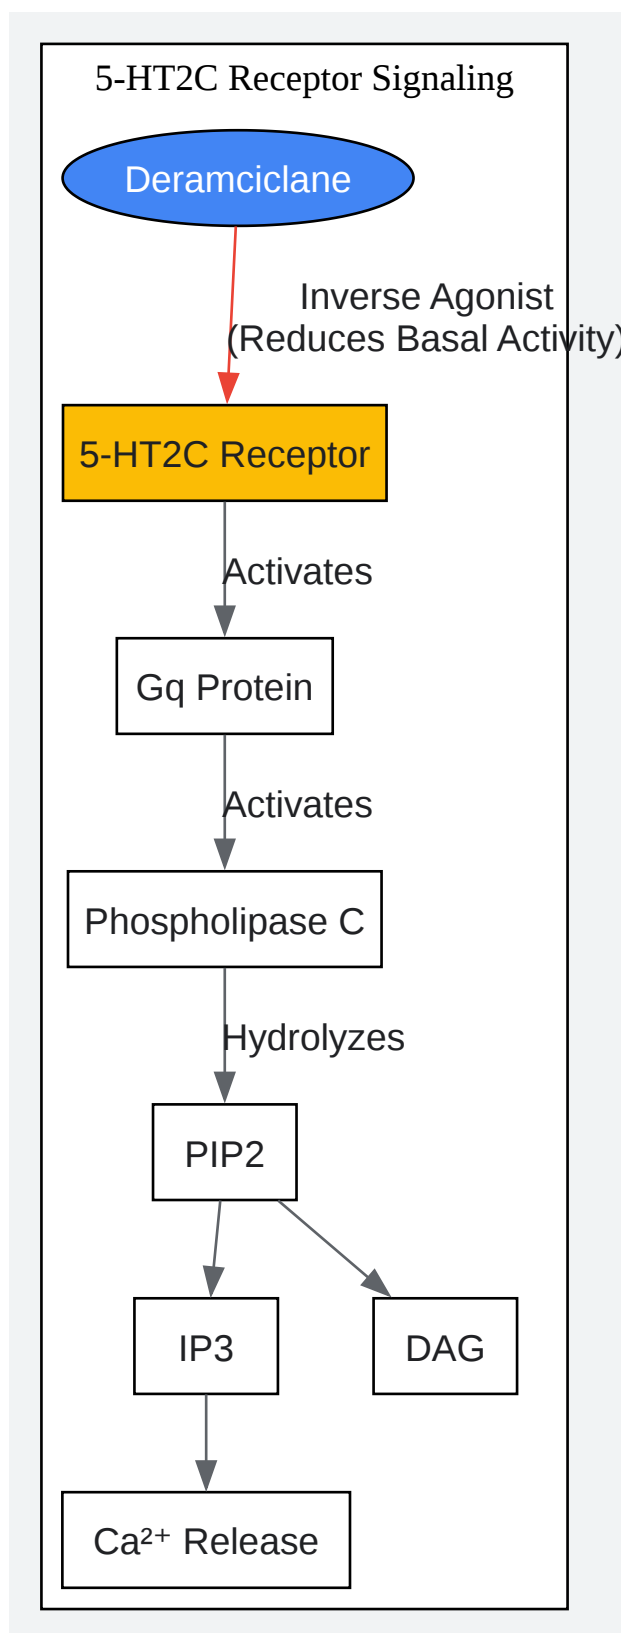 5-HT2C Receptor Signaling
Deramciclane
Inverse Agonist
(Reduces Basal Activity)
5-HT2C Receptor
Activates
Gq Protein
Activates
Phospholipase C
Hydrolyzes
PIP2
IP3
DAG
Ca²⁺ Release